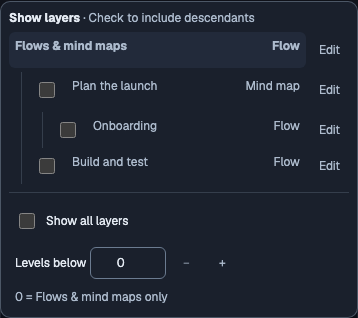 Show layers · Check to include descendants
Flows & mind maps Flow Edit
Plan the launch Mind map Edit
Onboarding Flow Edit
Build and test Flow Edit
Show all layers
Levels below 0 − +
0 = Flows & mind maps only